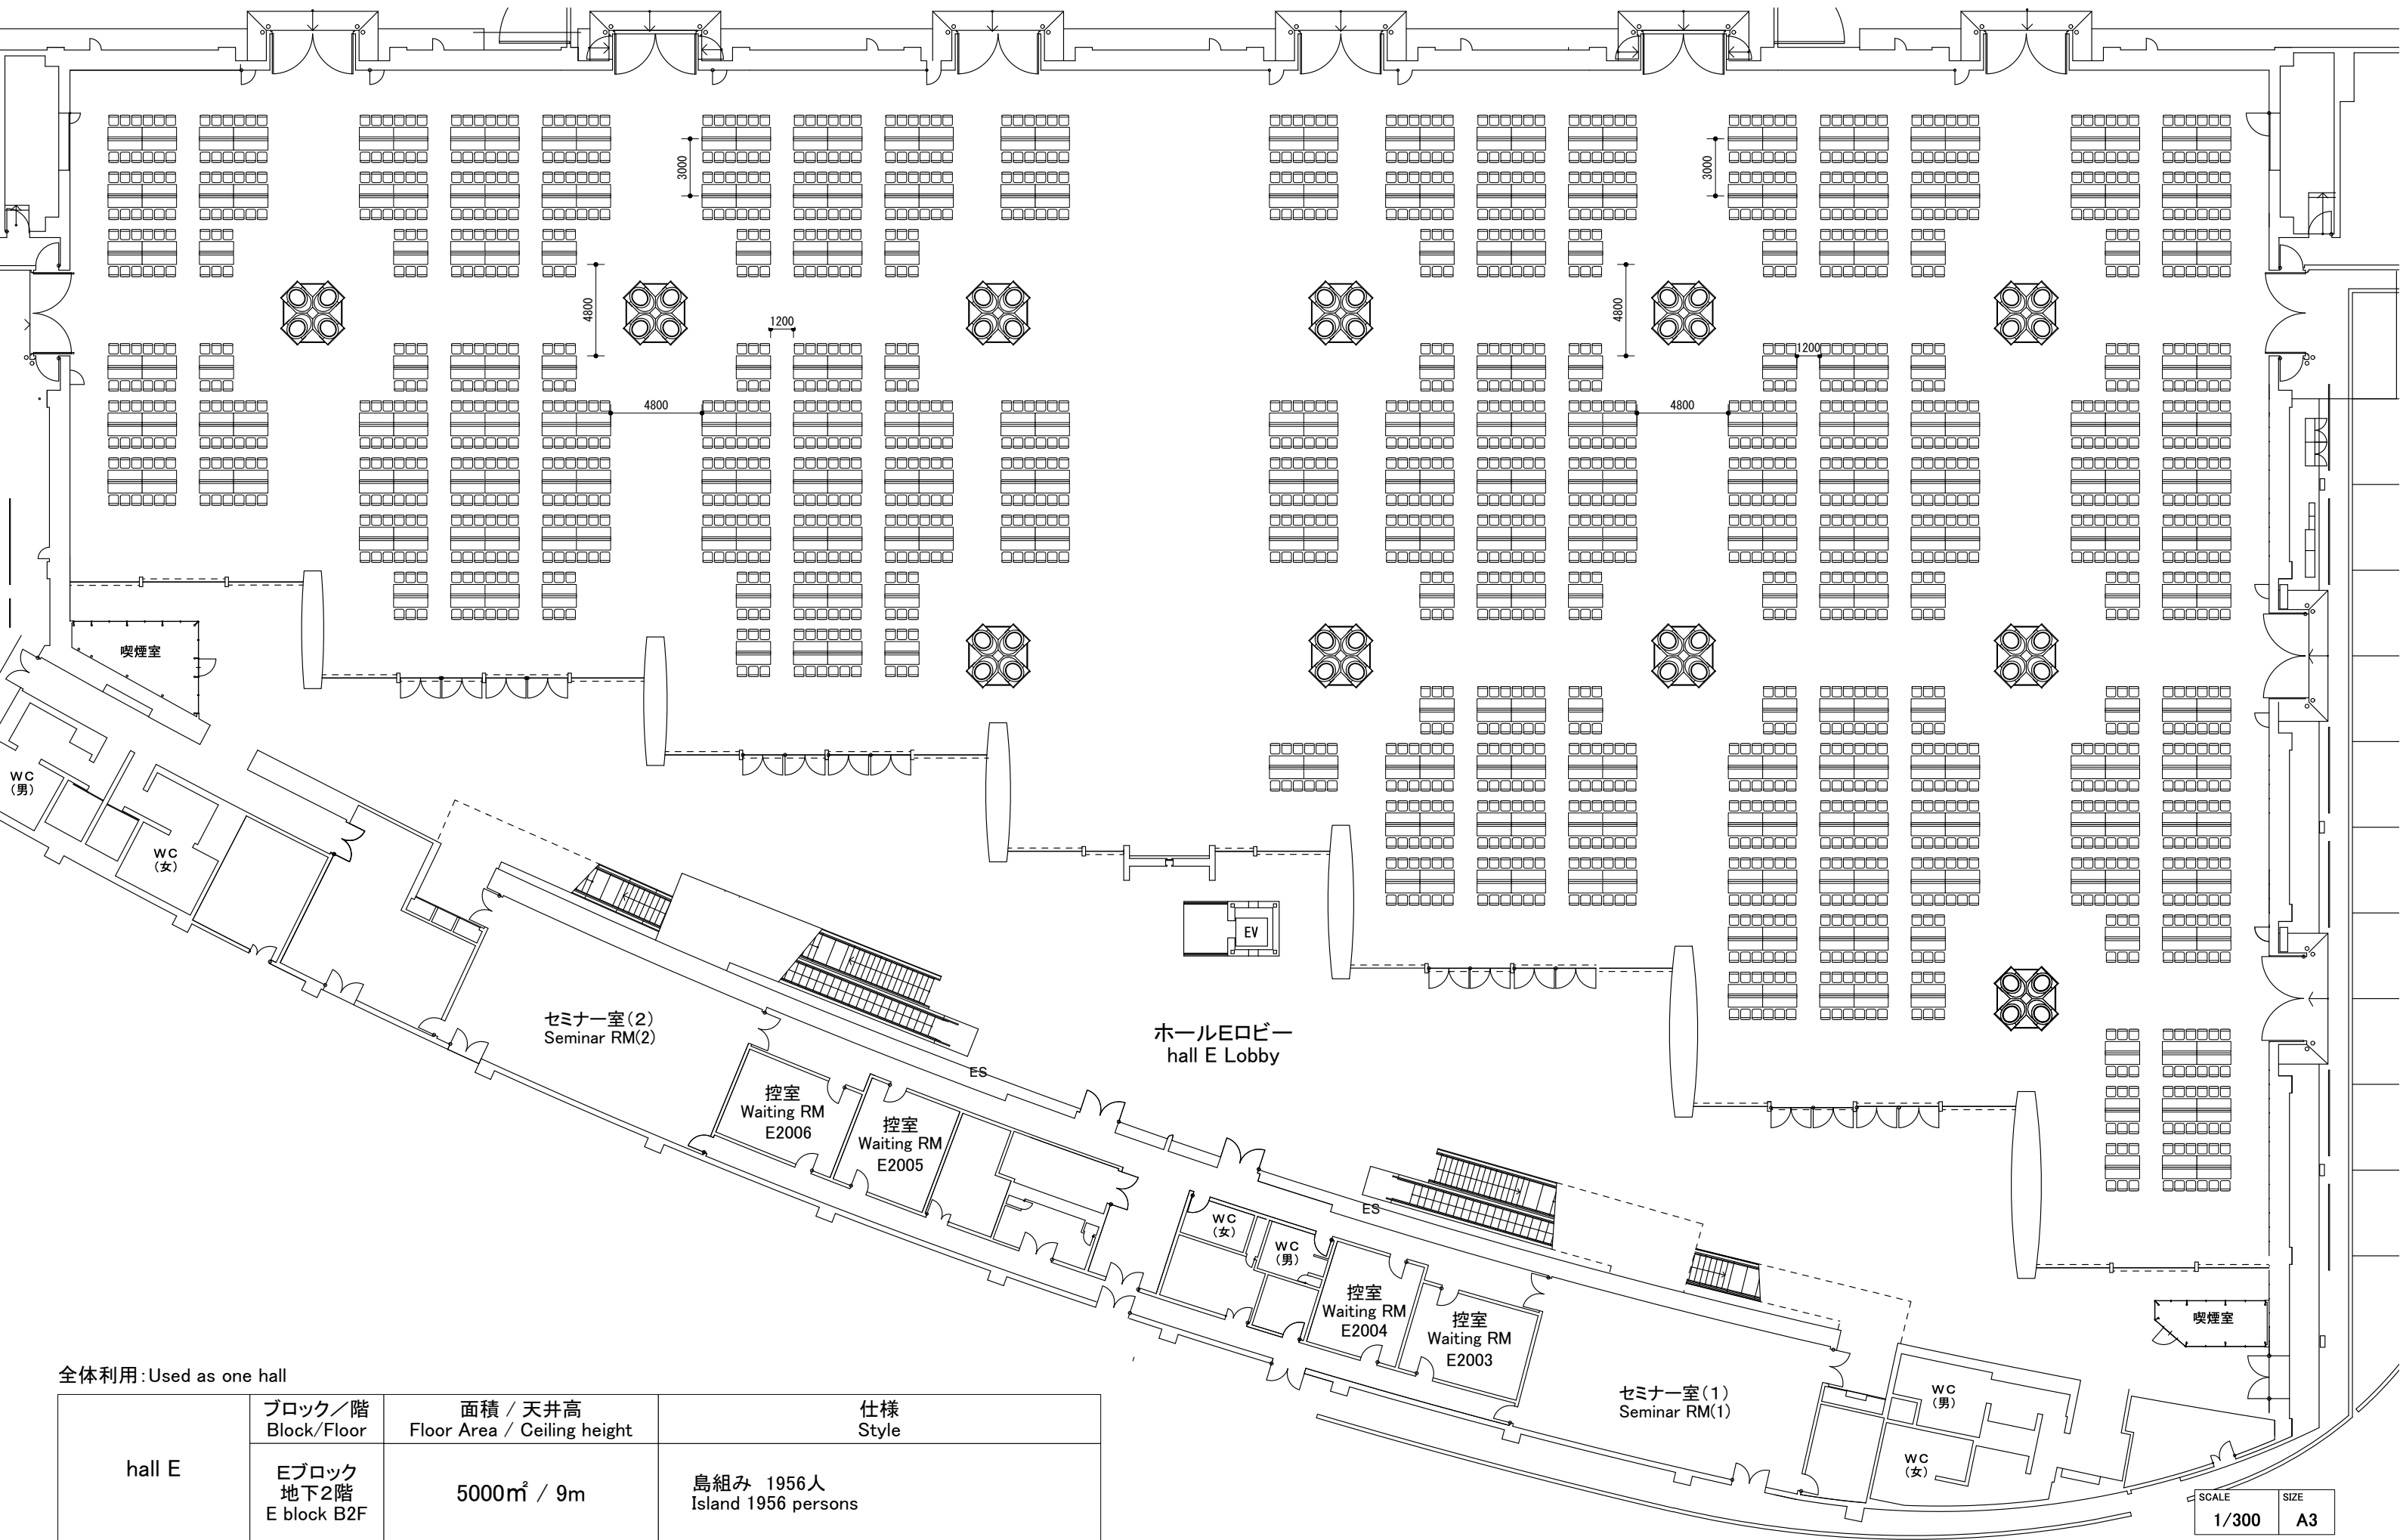 3000
3000
4800
4800
1200
1200
4800
4800
喫煙室
WC
(男)
WC
(女)
EV
セミナー室(2)
Seminar RM(2)
ホールEロビー
hall E Lobby
ES
控室
Waiting RM
E2006
控室
Waiting RM
E2005
ES
WC
(女)
WC
(男)
控室
Waiting RM
E2004
控室
Waiting RM
E2003
喫煙室
セミナー室(1)
Seminar RM(1)
WC
(男)
WC
(女)
全体利用:Used as one hall
ブロック/階
Block/Floor
面積 / 天井高
Floor Area / Ceiling height
仕様
Style
hall E
Eブロック
地下2階
E block B2F
5000㎡ / 9m
島組み 1956人
Island 1956 persons
SCALE
1/300
SIZE
A3